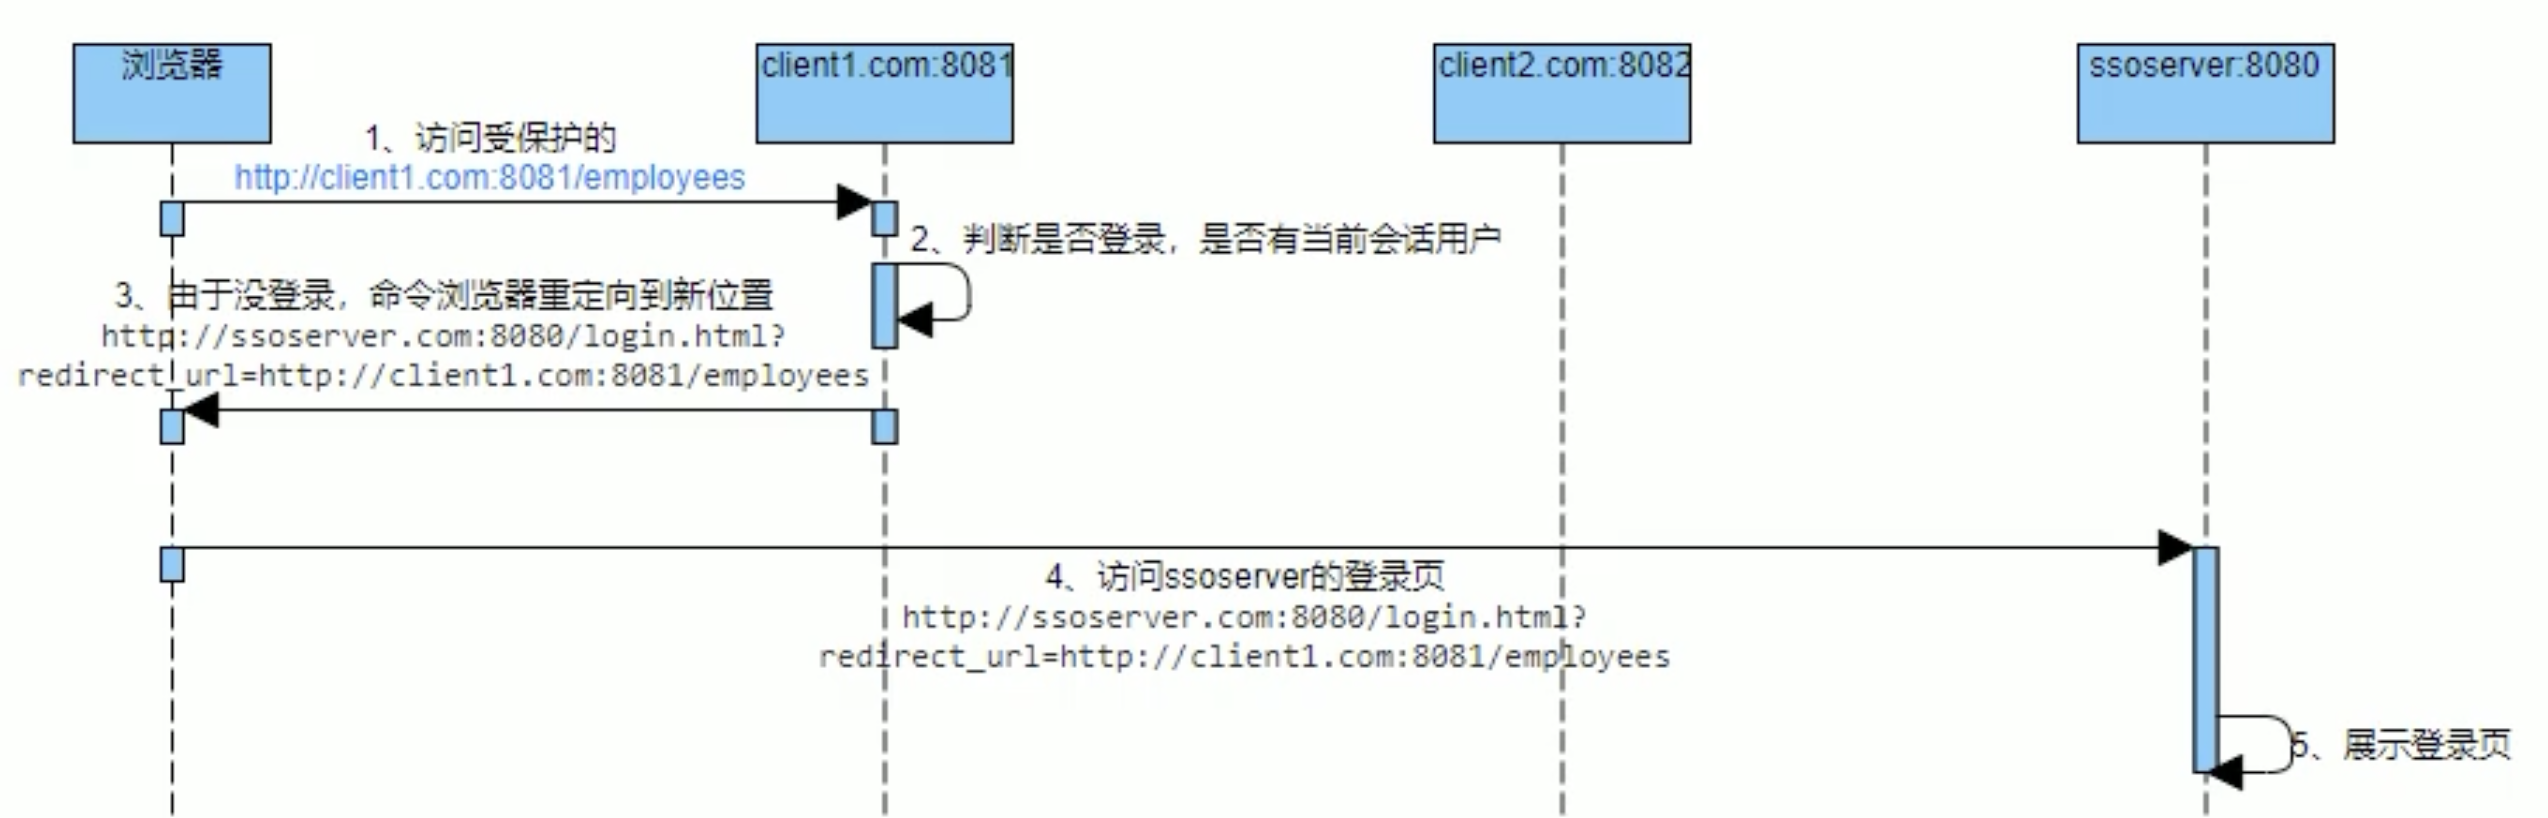 浏览器
client1.com:8081
client2.com:8082
ssoserver:8080
1、访问受保护的
http://client1.com:8081/employees
2、判断是否登录，是否有当前会话用户
3、由于没登录，命令浏览器重定向到新位置
http://ssoserver.com:8080/login.html?
redirect_url=http://client1.com:8081/employees
4、访问ssoserver的登录页
http://ssoserver.com:8080/login.html?
redirect_url=http://client1.com:8081/employees
5、展示登录页